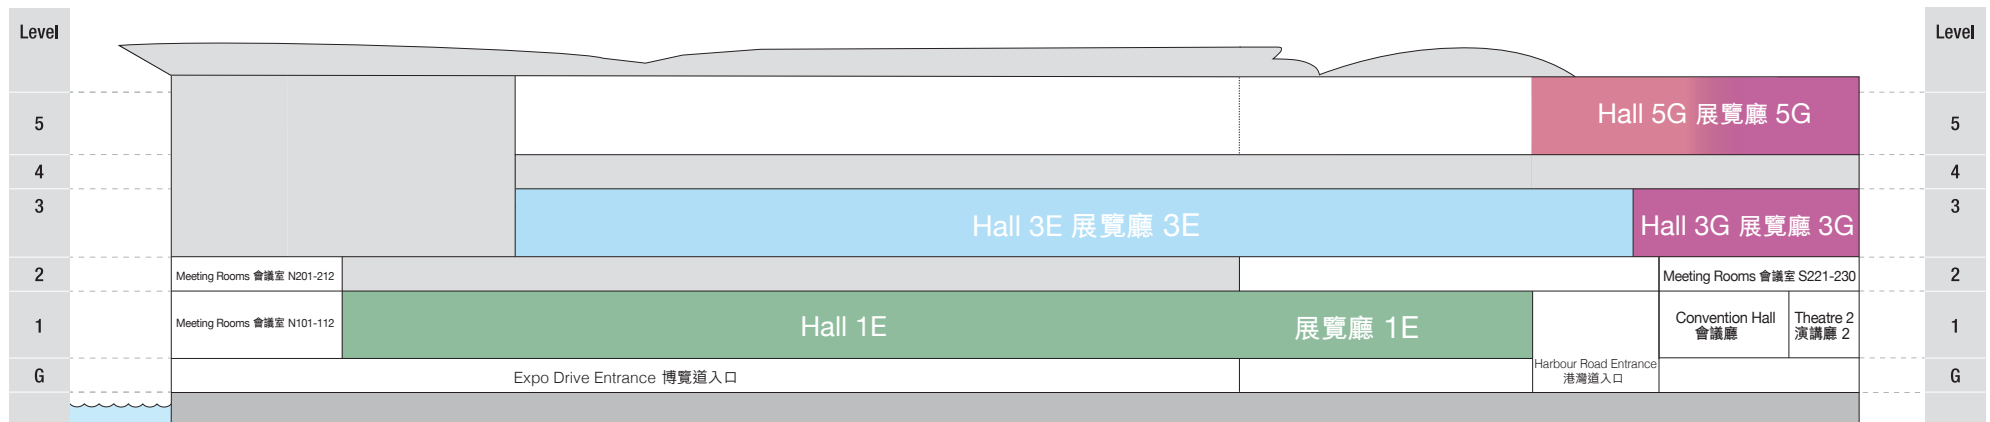 Level
Level
5
Hall 5G 展覽廳 5G
5
4
4
3
Hall 3E 展覽廳 3E
Hall 3G 展覽廳 3G
3
2
Meeting Rooms 會議室 N201-212
Meeting Rooms 會議室 S221-230
2
1
Meeting Rooms 會議室 N101-112
Hall 1E
展覽廳 1E
Convention Hall
會議廳
Theatre 2
演講廳 2
1
G
Expo Drive Entrance 博覽道入口
Harbour Road Entrance
港灣道入口
G